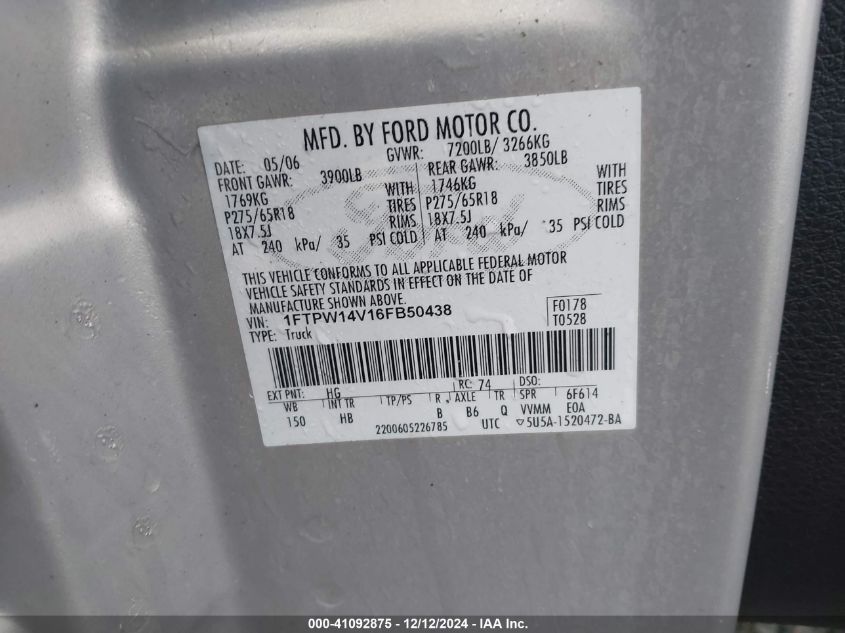 MFD. BY FORD MOTOR CO.
DATE: 05/06 GVWR: 7200LB/ 3266KG
FRONT GAWR: 3900LB REAR GAWR: 3850LB
1769KG WITH 1746KG WITH
P275/65R18 TIRES P275/65R18 TIRES
18X7.5J RIMS 18X7.5J RIMS
AT 240 kPa/ 35 PSI COLD AT 240 kPa/ 35 PSI COLD
Ford
THIS VEHICLE CONFORMS TO ALL APPLICABLE FEDERAL MOTOR
VEHICLE SAFETY STANDARDS IN EFFECT ON THE DATE OF
MANUFACTURE SHOWN ABOVE.
VIN: 1FTPW14V16FB50438 F0178
TYPE: Truck T0528
EXT PNT: HG RC: 74 DSO:
WB INT TR TP/PS R AXLE TR SPR 6F614
150 HB B B6 Q VVMM EOA
2200605226785 UTC ▽5U5A-1520472-BA
000-41092875 - 12/12/2024 - IAA Inc.